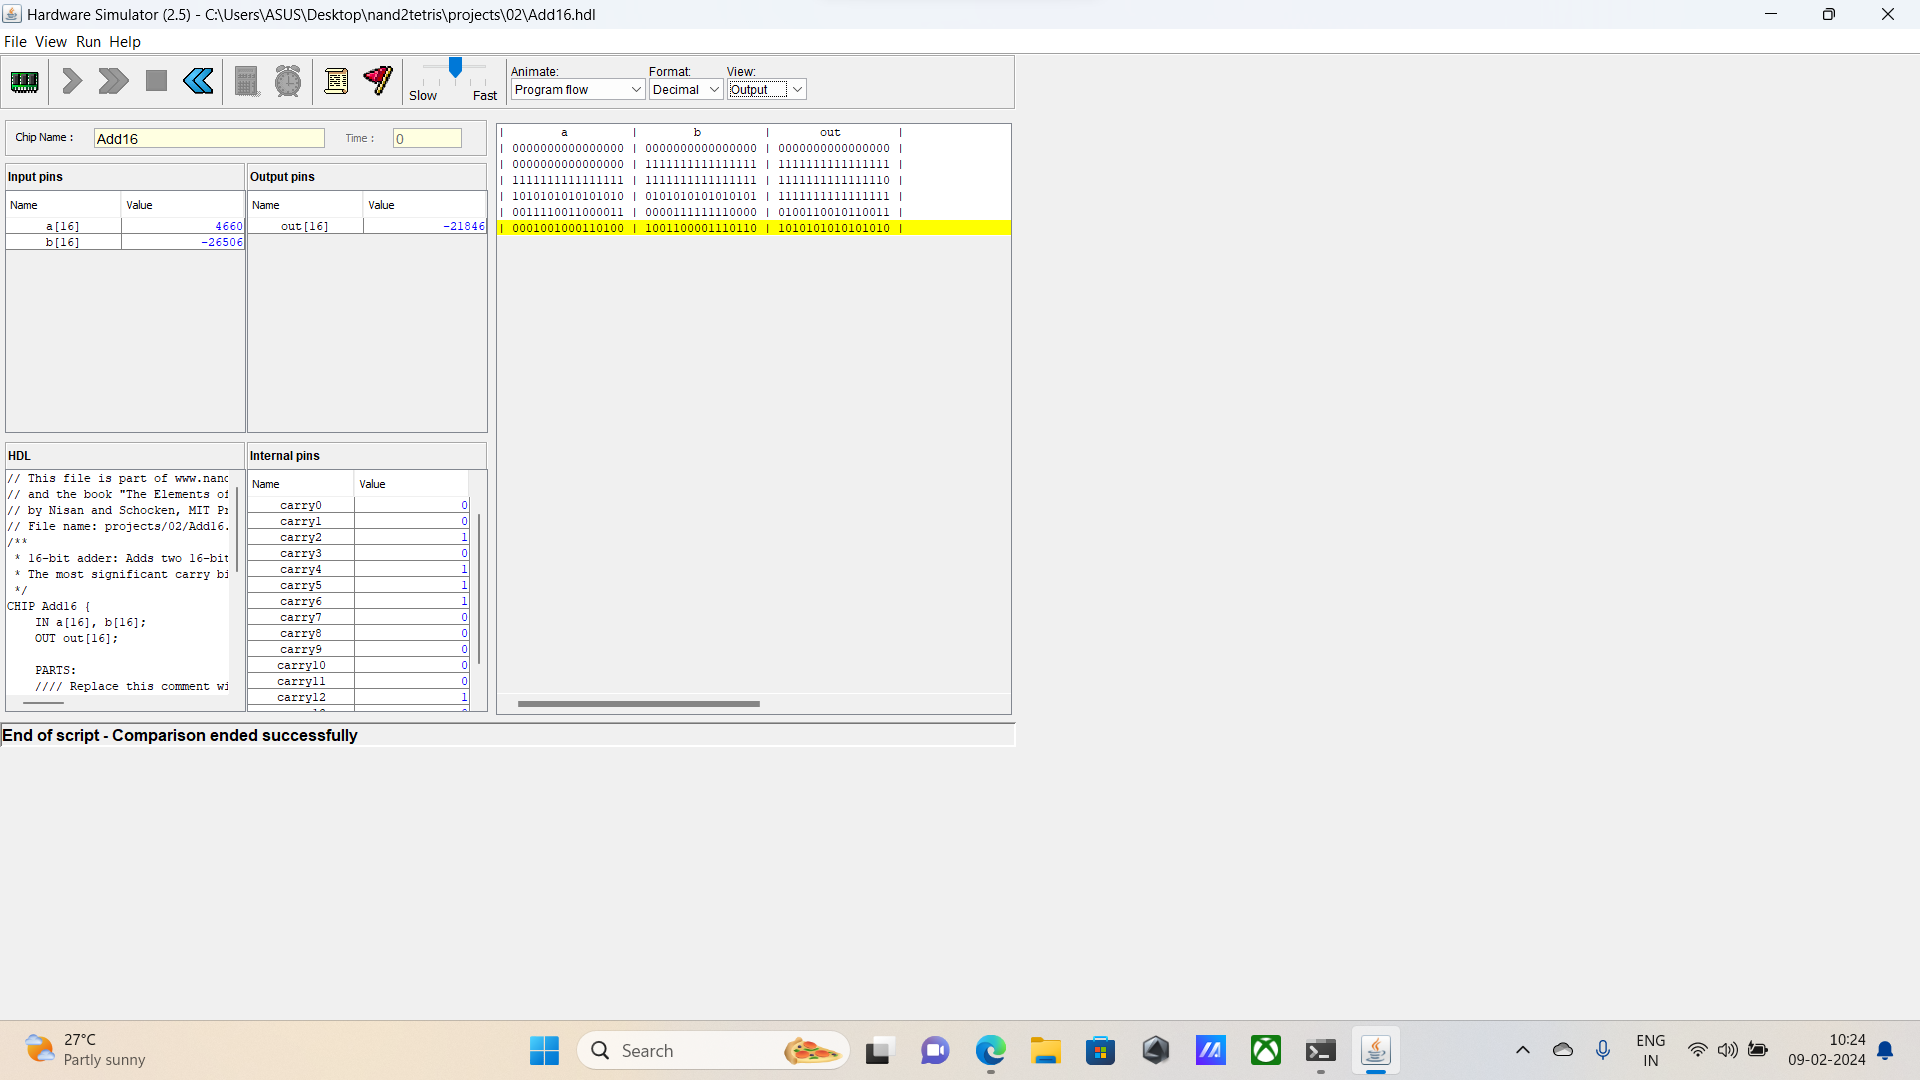 Hardware Simulator (2.5) - C:\Users\ASUS\Desktop\nand2tetris\projects\02\Add16.hdl
File View Run Help
Slow Fast
Animate: Format: View:
Program flow Decimal Output
Chip Name : Add16 Time : 0
Input pins
Name Value
a[16] 4660
b[16] -26506
Output pins
Name Value
out[16] -21846
| a | b | out |
| 0000000000000000 | 0000000000000000 | 0000000000000000 |
| 0000000000000000 | 1111111111111111 | 1111111111111111 |
| 1111111111111111 | 1111111111111111 | 1111111111111110 |
| 1010101010101010 | 0101010101010101 | 1111111111111111 |
| 0011110011000011 | 0000111111110000 | 0100110010110011 |
| 0001001000110100 | 1001100001110110 | 1010101010101010 |
HDL
// This file is part of www.nand
// and the book "The Elements of
// by Nisan and Schocken, MIT Pr
// File name: projects/02/Add16.
/**
* 16-bit adder: Adds two 16-bit
* The most significant carry bi
*/
CHIP Add16 {
IN a[16], b[16];
OUT out[16];
PARTS:
//// Replace this comment wi
Internal pins
Name Value
carry0 0
carry1 0
carry2 1
carry3 0
carry4 1
carry5 1
carry6 1
carry7 0
carry8 0
carry9 0
carry10 0
carry11 0
carry12 1
End of script - Comparison ended successfully
27°C
Partly sunny
Search
ENG
IN
10:24
09-02-2024